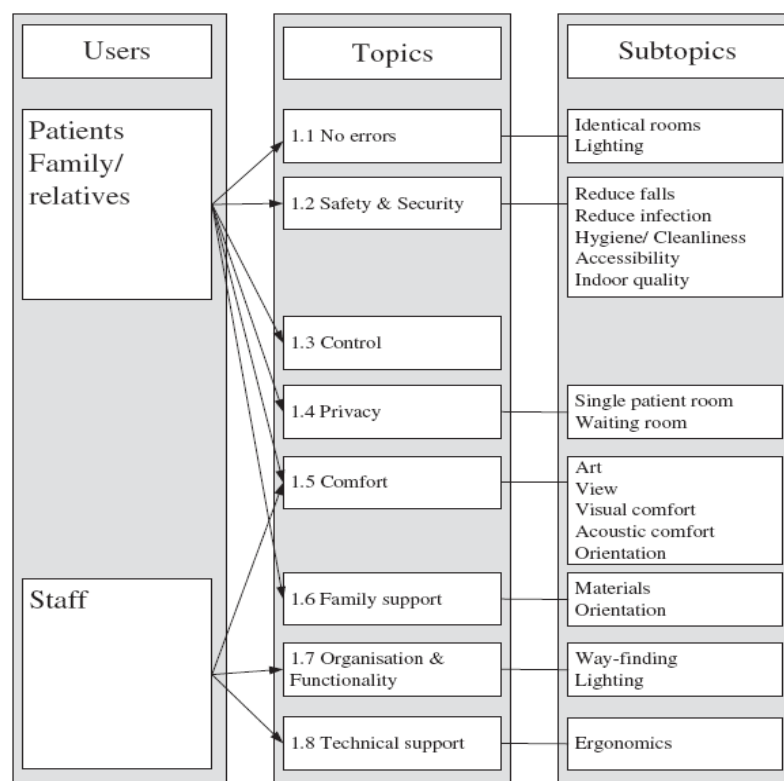 Users
Topics
Subtopics
Patients
Family/
relatives
1.1 No errors
Identical rooms
Lighting
1.2 Safety & Security
Reduce falls
Reduce infection
Hygiene/ Cleanliness
Accessibility
Indoor quality
1.3 Control
1.4 Privacy
Single patient room
Waiting room
1.5 Comfort
Art
View
Visual comfort
Acoustic comfort
Orientation
Staff
1.6 Family support
Materials
Orientation
1.7 Organisation &
Functionality
Way-finding
Lighting
1.8 Technical support
Ergonomics